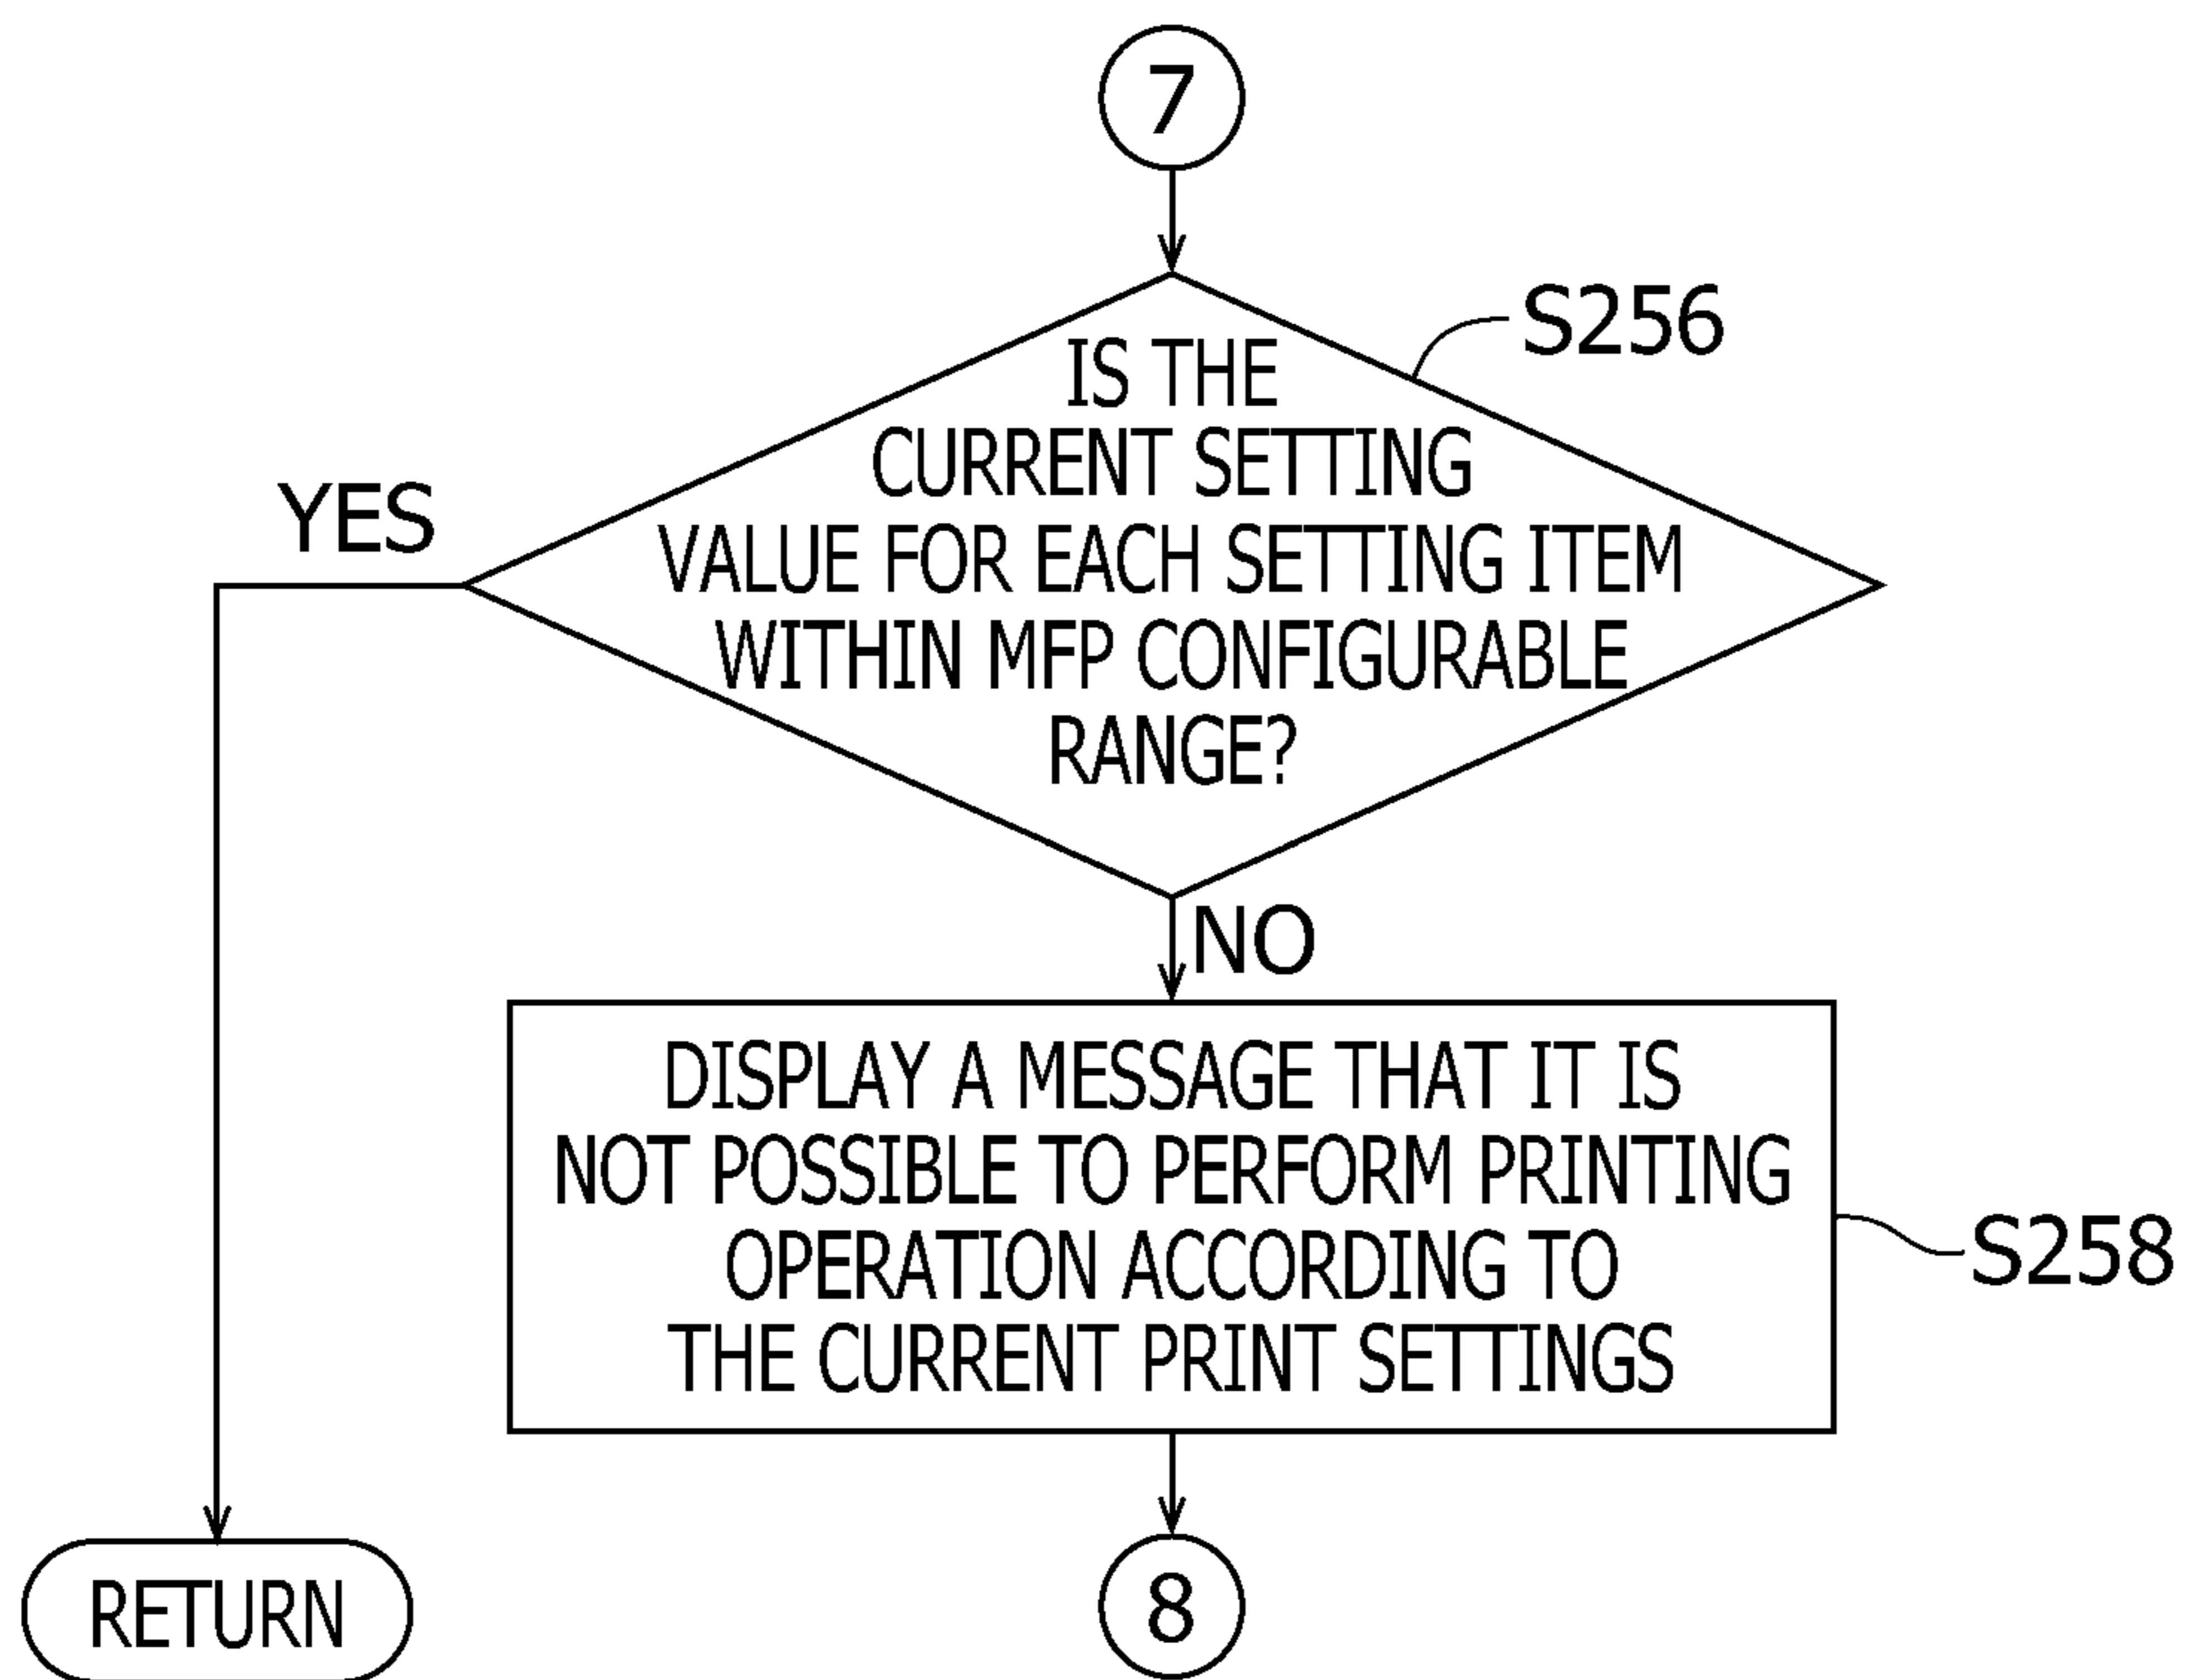 7
S256
IS THE
CURRENT SETTING
VALUE FOR EACH SETTING ITEM
WITHIN MFP CONFIGURABLE
RANGE?
YES
NO
DISPLAY A MESSAGE THAT IT IS
NOT POSSIBLE TO PERFORM PRINTING
OPERATION ACCORDING TO
THE CURRENT PRINT SETTINGS
S258
RETURN
8